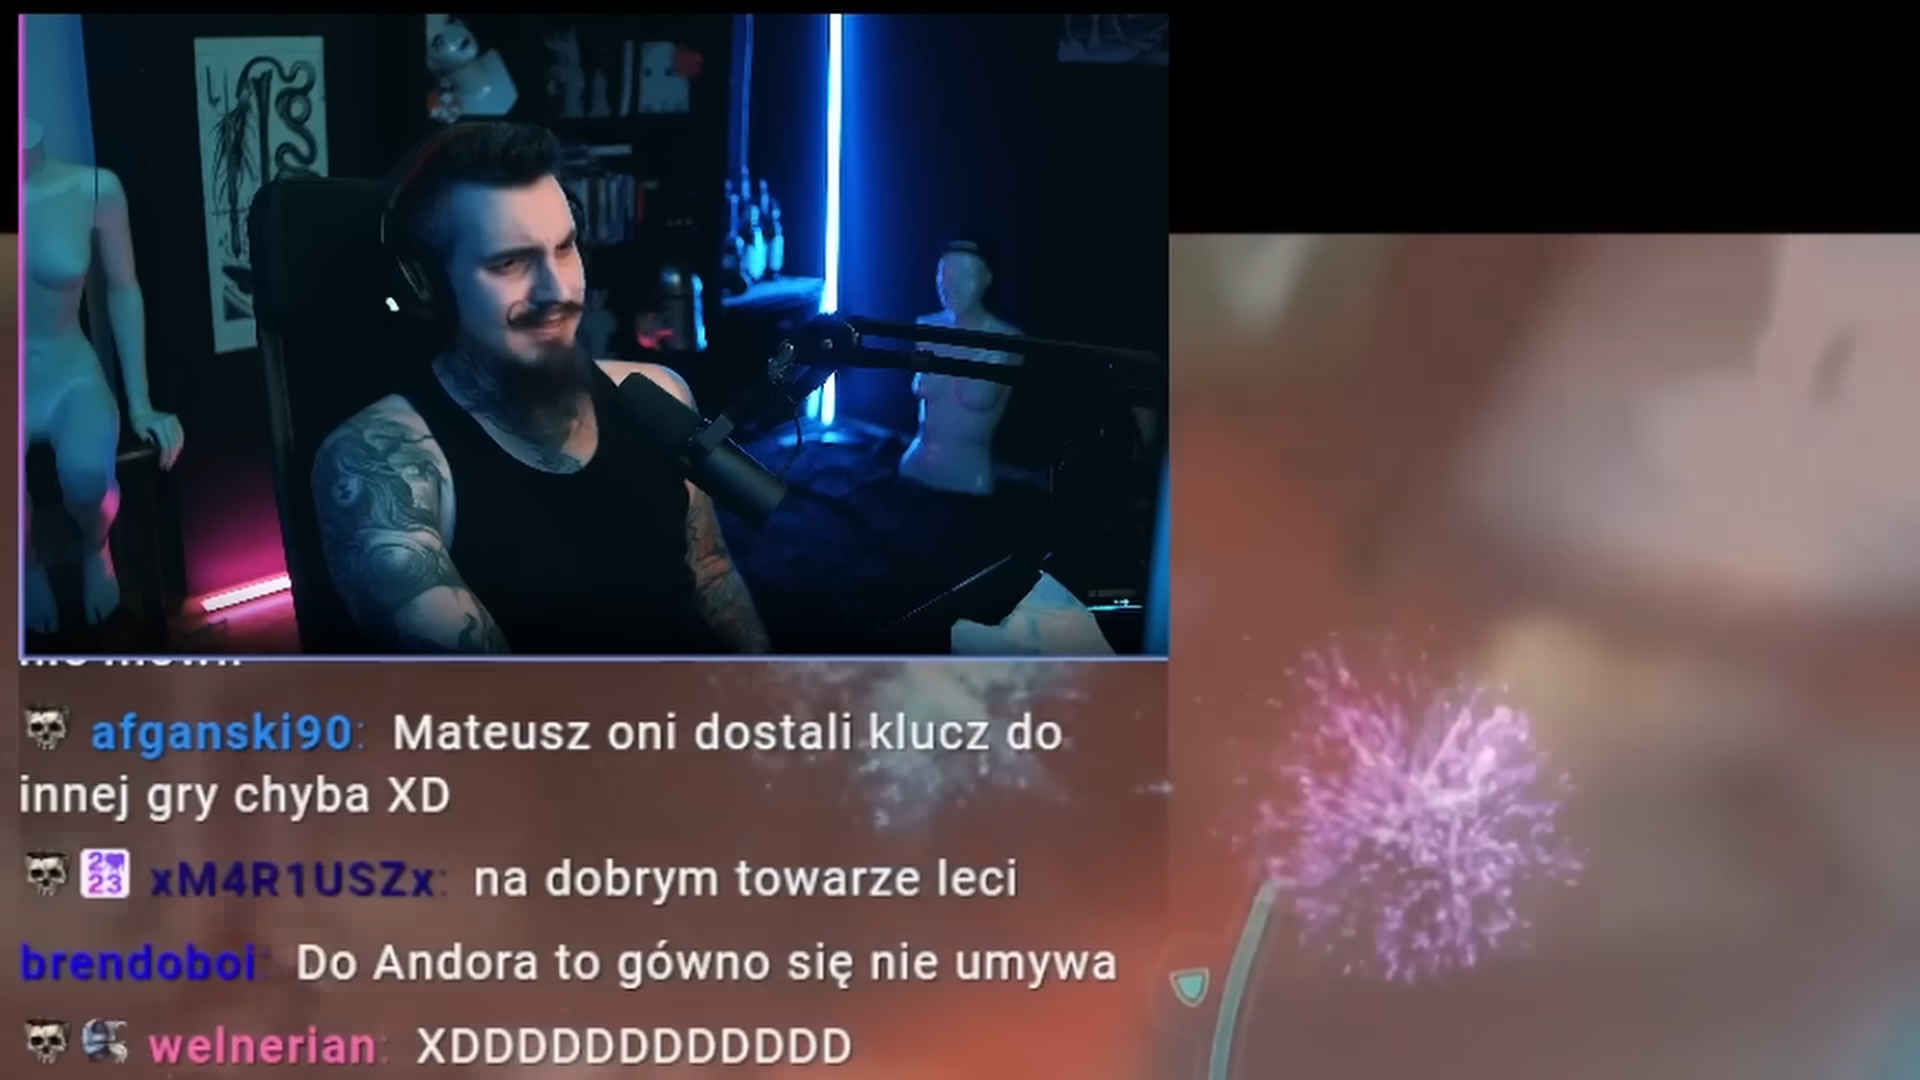 afganski90: Mateusz oni dostali klucz do
innej gry chyba XD
2023 xM4R1USZx: na dobrym towarze leci
brendoboi: Do Andora to gówno się nie umywa
welnerian: XDDDDDDDDDDDD